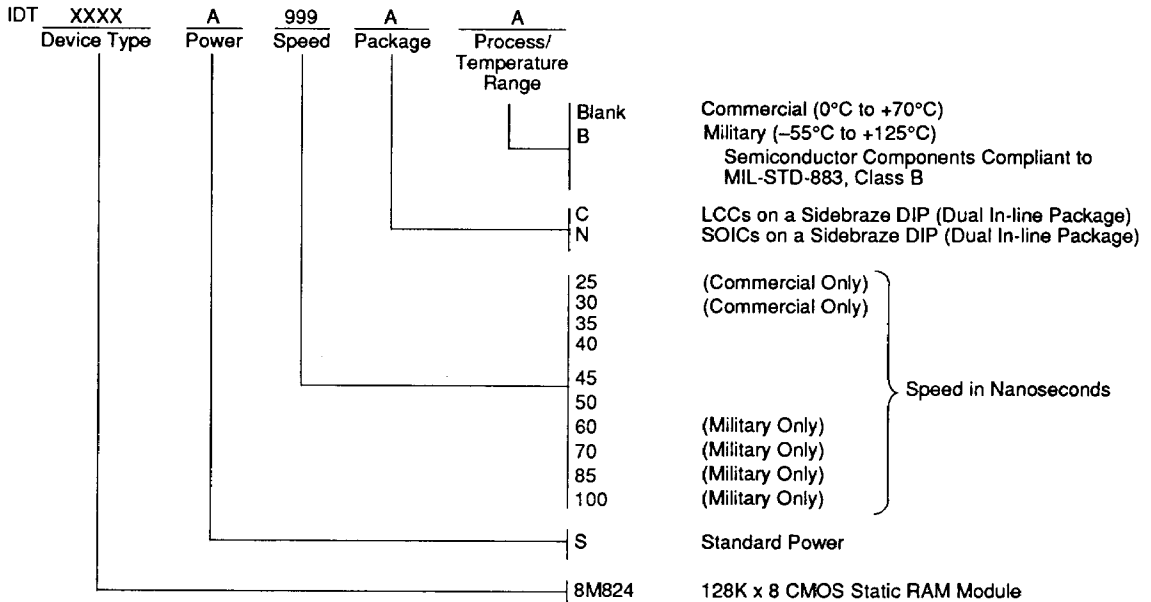 IDT XXXX A 999 A A
Device Type Power Speed Package Process/
Temperature
Range
Blank Commercial (0°C to +70°C)
B Military (–55°C to +125°C)
Semiconductor Components Compliant to
MIL-STD-883, Class B
C LCCs on a Sidebraze DIP (Dual In-line Package)
N SOICs on a Sidebraze DIP (Dual In-line Package)
25 (Commercial Only)
30 (Commercial Only)
35
40
45
Speed in Nanoseconds
50
60 (Military Only)
70 (Military Only)
85 (Military Only)
100 (Military Only)
S Standard Power
8M824 128K x 8 CMOS Static RAM Module